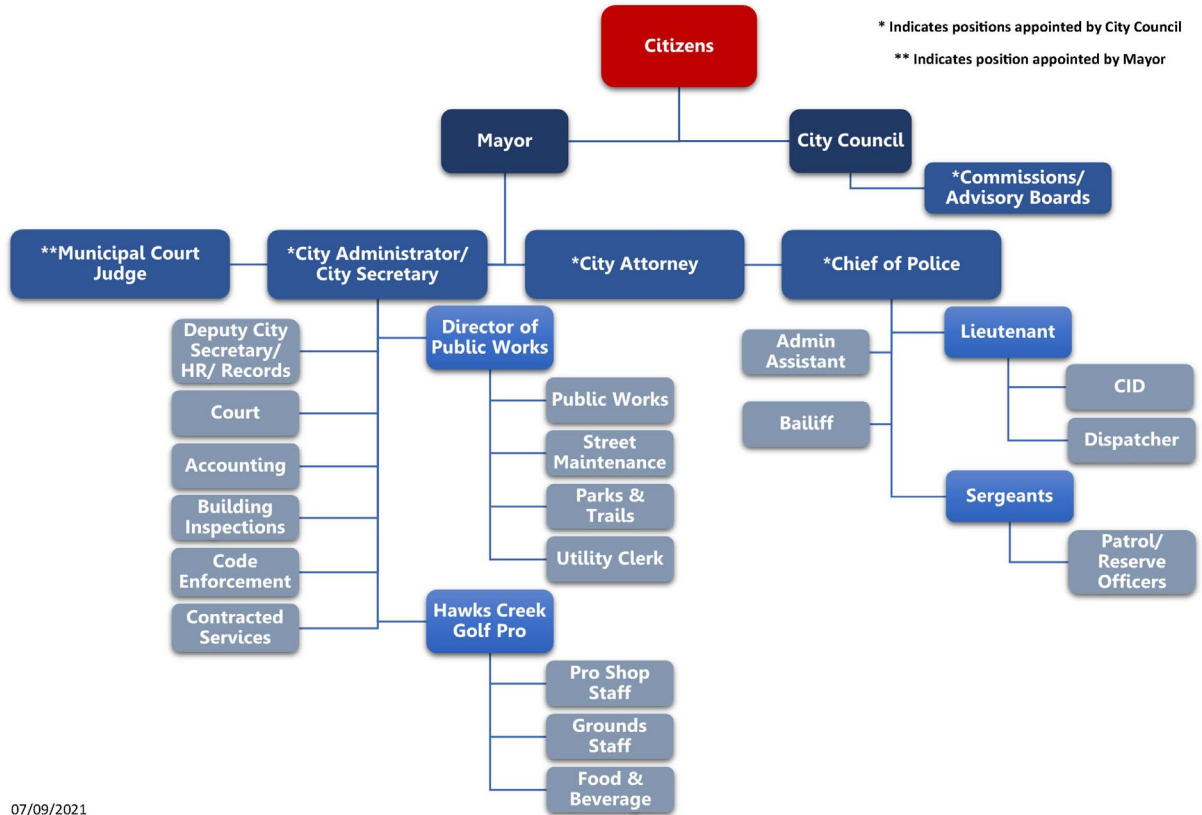 Citizens
* Indicates positions appointed by City Council
** Indicates position appointed by Mayor
Mayor
City Council
*Commissions/
Advisory Boards
**Municipal Court
Judge
*City Administrator/
City Secretary
*City Attorney
*Chief of Police
Deputy City
Secretary/
HR/ Records
Court
Accounting
Building
Inspections
Code
Enforcement
Contracted
Services
Director of
Public Works
Public Works
Street
Maintenance
Parks &
Trails
Utility Clerk
Hawks Creek
Golf Pro
Pro Shop
Staff
Grounds
Staff
Food &
Beverage
Admin
Assistant
Bailiff
Lieutenant
CID
Dispatcher
Sergeants
Patrol/
Reserve
Officers
07/09/2021